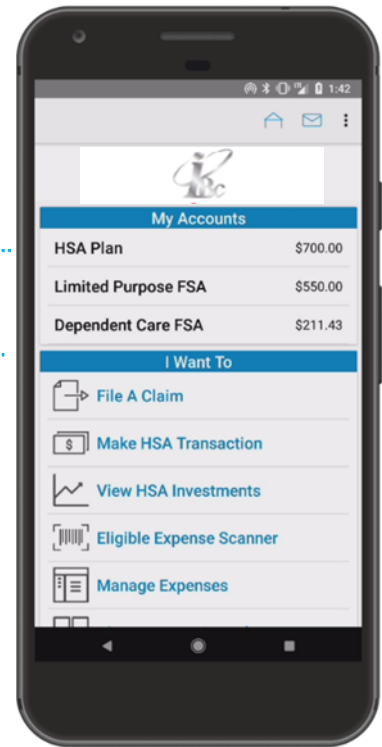 1:42
iBc
My Accounts
HSA Plan $700.00
Limited Purpose FSA $550.00
Dependent Care FSA $211.43
I Want To
File A Claim
$ Make HSA Transaction
View HSA Investments
Eligible Expense Scanner
Manage Expenses